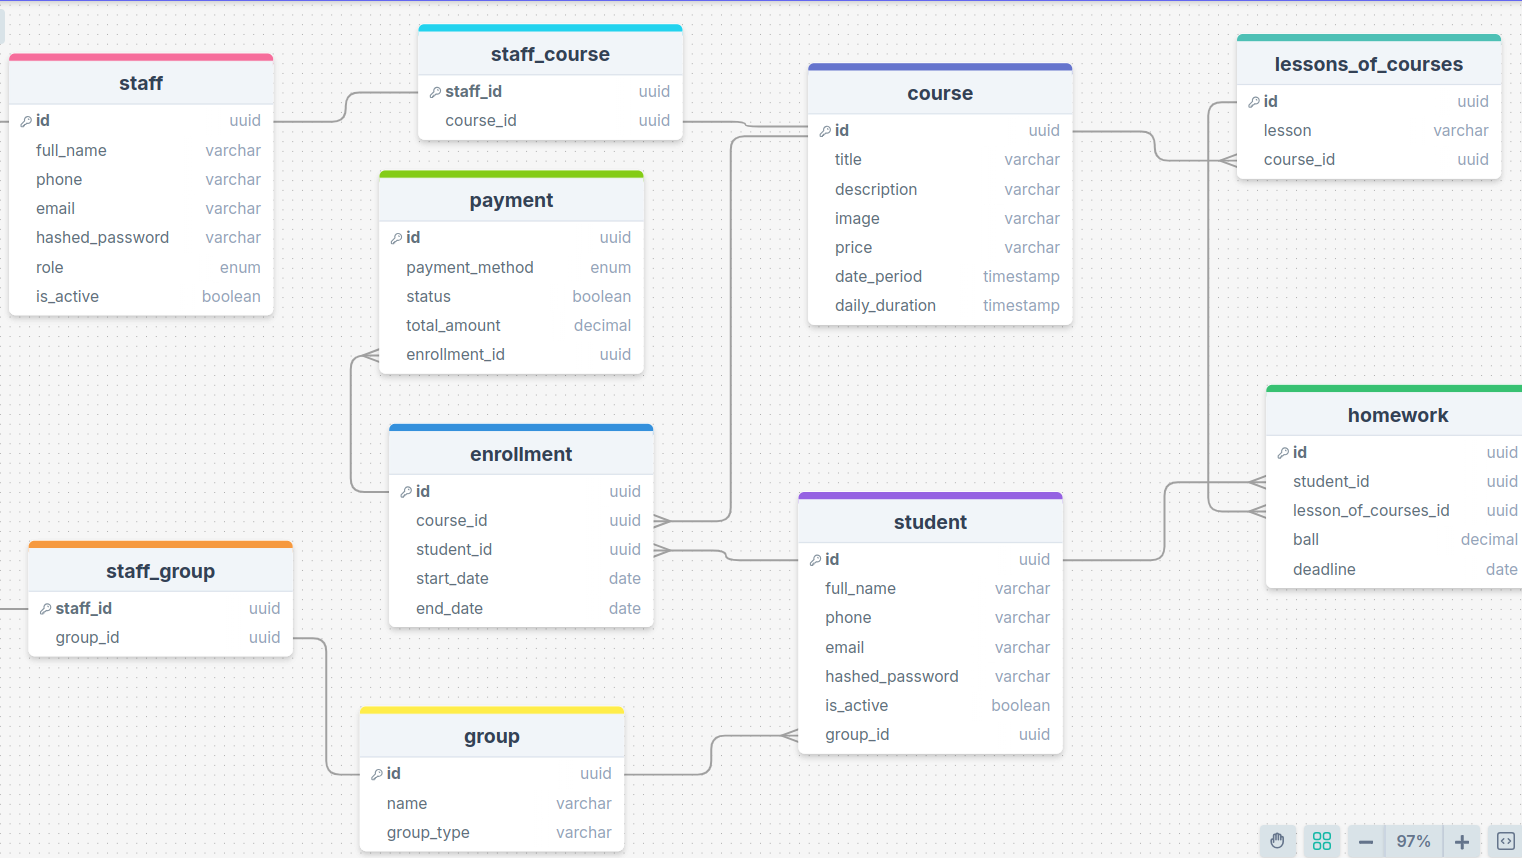 staff
id uuid
full_name varchar
phone varchar
email varchar
hashed_password varchar
role enum
is_active boolean
staff_course
staff_id uuid
course_id uuid
payment
id uuid
payment_method enum
status boolean
total_amount decimal
enrollment_id uuid
course
id uuid
title varchar
description varchar
image varchar
price varchar
date_period timestamp
daily_duration timestamp
lessons_of_courses
id uuid
lesson varchar
course_id uuid
homework
id uuid
student_id uuid
lesson_of_courses_id uuid
ball decimal
deadline date
enrollment
id uuid
course_id uuid
student_id uuid
start_date date
end_date date
student
id uuid
full_name varchar
phone varchar
email varchar
hashed_password varchar
is_active boolean
group_id uuid
staff_group
staff_id uuid
group_id uuid
group
id uuid
name varchar
group_type varchar
97%